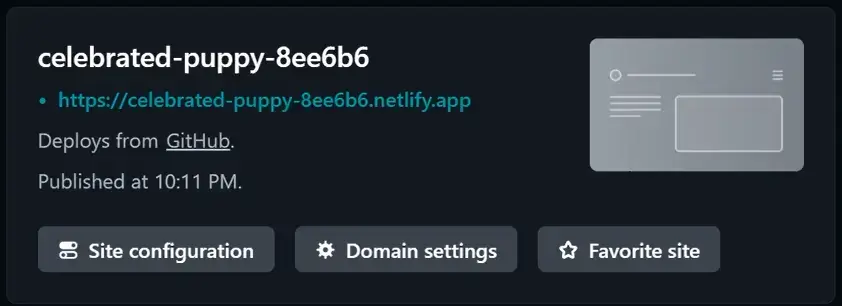 celebrated-puppy-8ee6b6
• https://celebrated-puppy-8ee6b6.netlify.app
Deploys from GitHub.
Published at 10:11 PM.
Site configuration Domain settings Favorite site